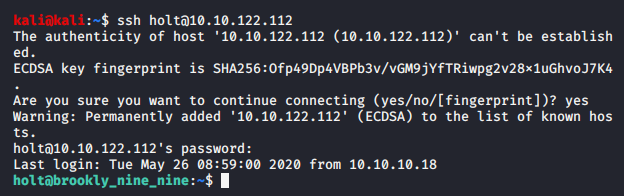 kali@kali:~$ ssh holt@10.10.122.112
The authenticity of host '10.10.122.112 (10.10.122.112)' can't be establish
ed.
ECDSA key fingerprint is SHA256:Ofp49Dp4VBPb3v/vGM9jYfTRiwpg2v28x1uGhvoJ7K4
.
Are you sure you want to continue connecting (yes/no/[fingerprint])? yes
Warning: Permanently added '10.10.122.112' (ECDSA) to the list of known hos
ts.
holt@10.10.122.112's password:
Last login: Tue May 26 08:59:00 2020 from 10.10.10.18
holt@brookly_nine_nine:~$